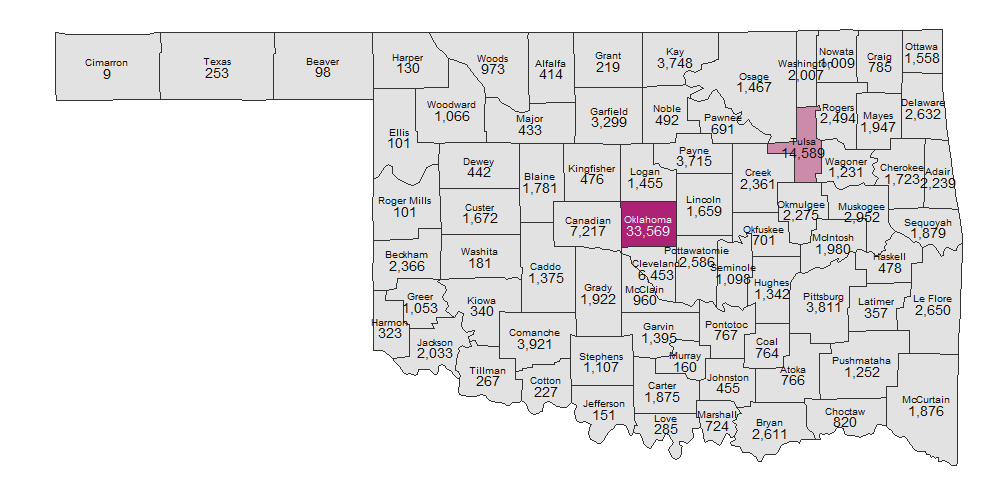 Cimarron
9
Texas
253
Beaver
98
Harper
130
Woods
973
Alfalfa
414
Grant
219
Kay
3,748
Osage
1,467
Washington
2,007
Nowata
1,009
Craig
785
Ottawa
1,558
Ellis
101
Woodward
1,066
Major
433
Garfield
3,299
Noble
492
Pawnee
691
Rogers
2,494
Mayes
1,947
Delaware
2,632
Tulsa
14,589
Dewey
442
Blaine
1,781
Kingfisher
476
Logan
1,455
Payne
3,715
Creek
2,361
Wagoner
1,231
Cherokee
1,723
Adair
2,239
Roger Mills
101
Custer
1,672
Canadian
7,217
Oklahoma
33,569
Lincoln
1,659
Okmulgee
2,275
Muskogee
2,952
Sequoyah
1,879
Okfuskee
701
McIntosh
1,980
Beckham
2,366
Washita
181
Caddo
1,375
Cleveland
6,453
Pottawatomie
2,586
Seminole
1,098
Haskell
478
Hughes
1,342
Grady
1,922
McClain
960
Greer
1,053
Kiowa
340
Pittsburg
3,811
Latimer
357
Le Flore
2,650
Harmon
323
Jackson
2,033
Comanche
3,921
Garvin
1,395
Pontotoc
767
Coal
764
Tillman
267
Cotton
227
Stephens
1,107
Murray
160
Johnston
455
Atoka
766
Pushmataha
1,252
Carter
1,875
Jefferson
151
Love
285
Marshall
724
Bryan
2,611
Choctaw
820
McCurtain
1,876